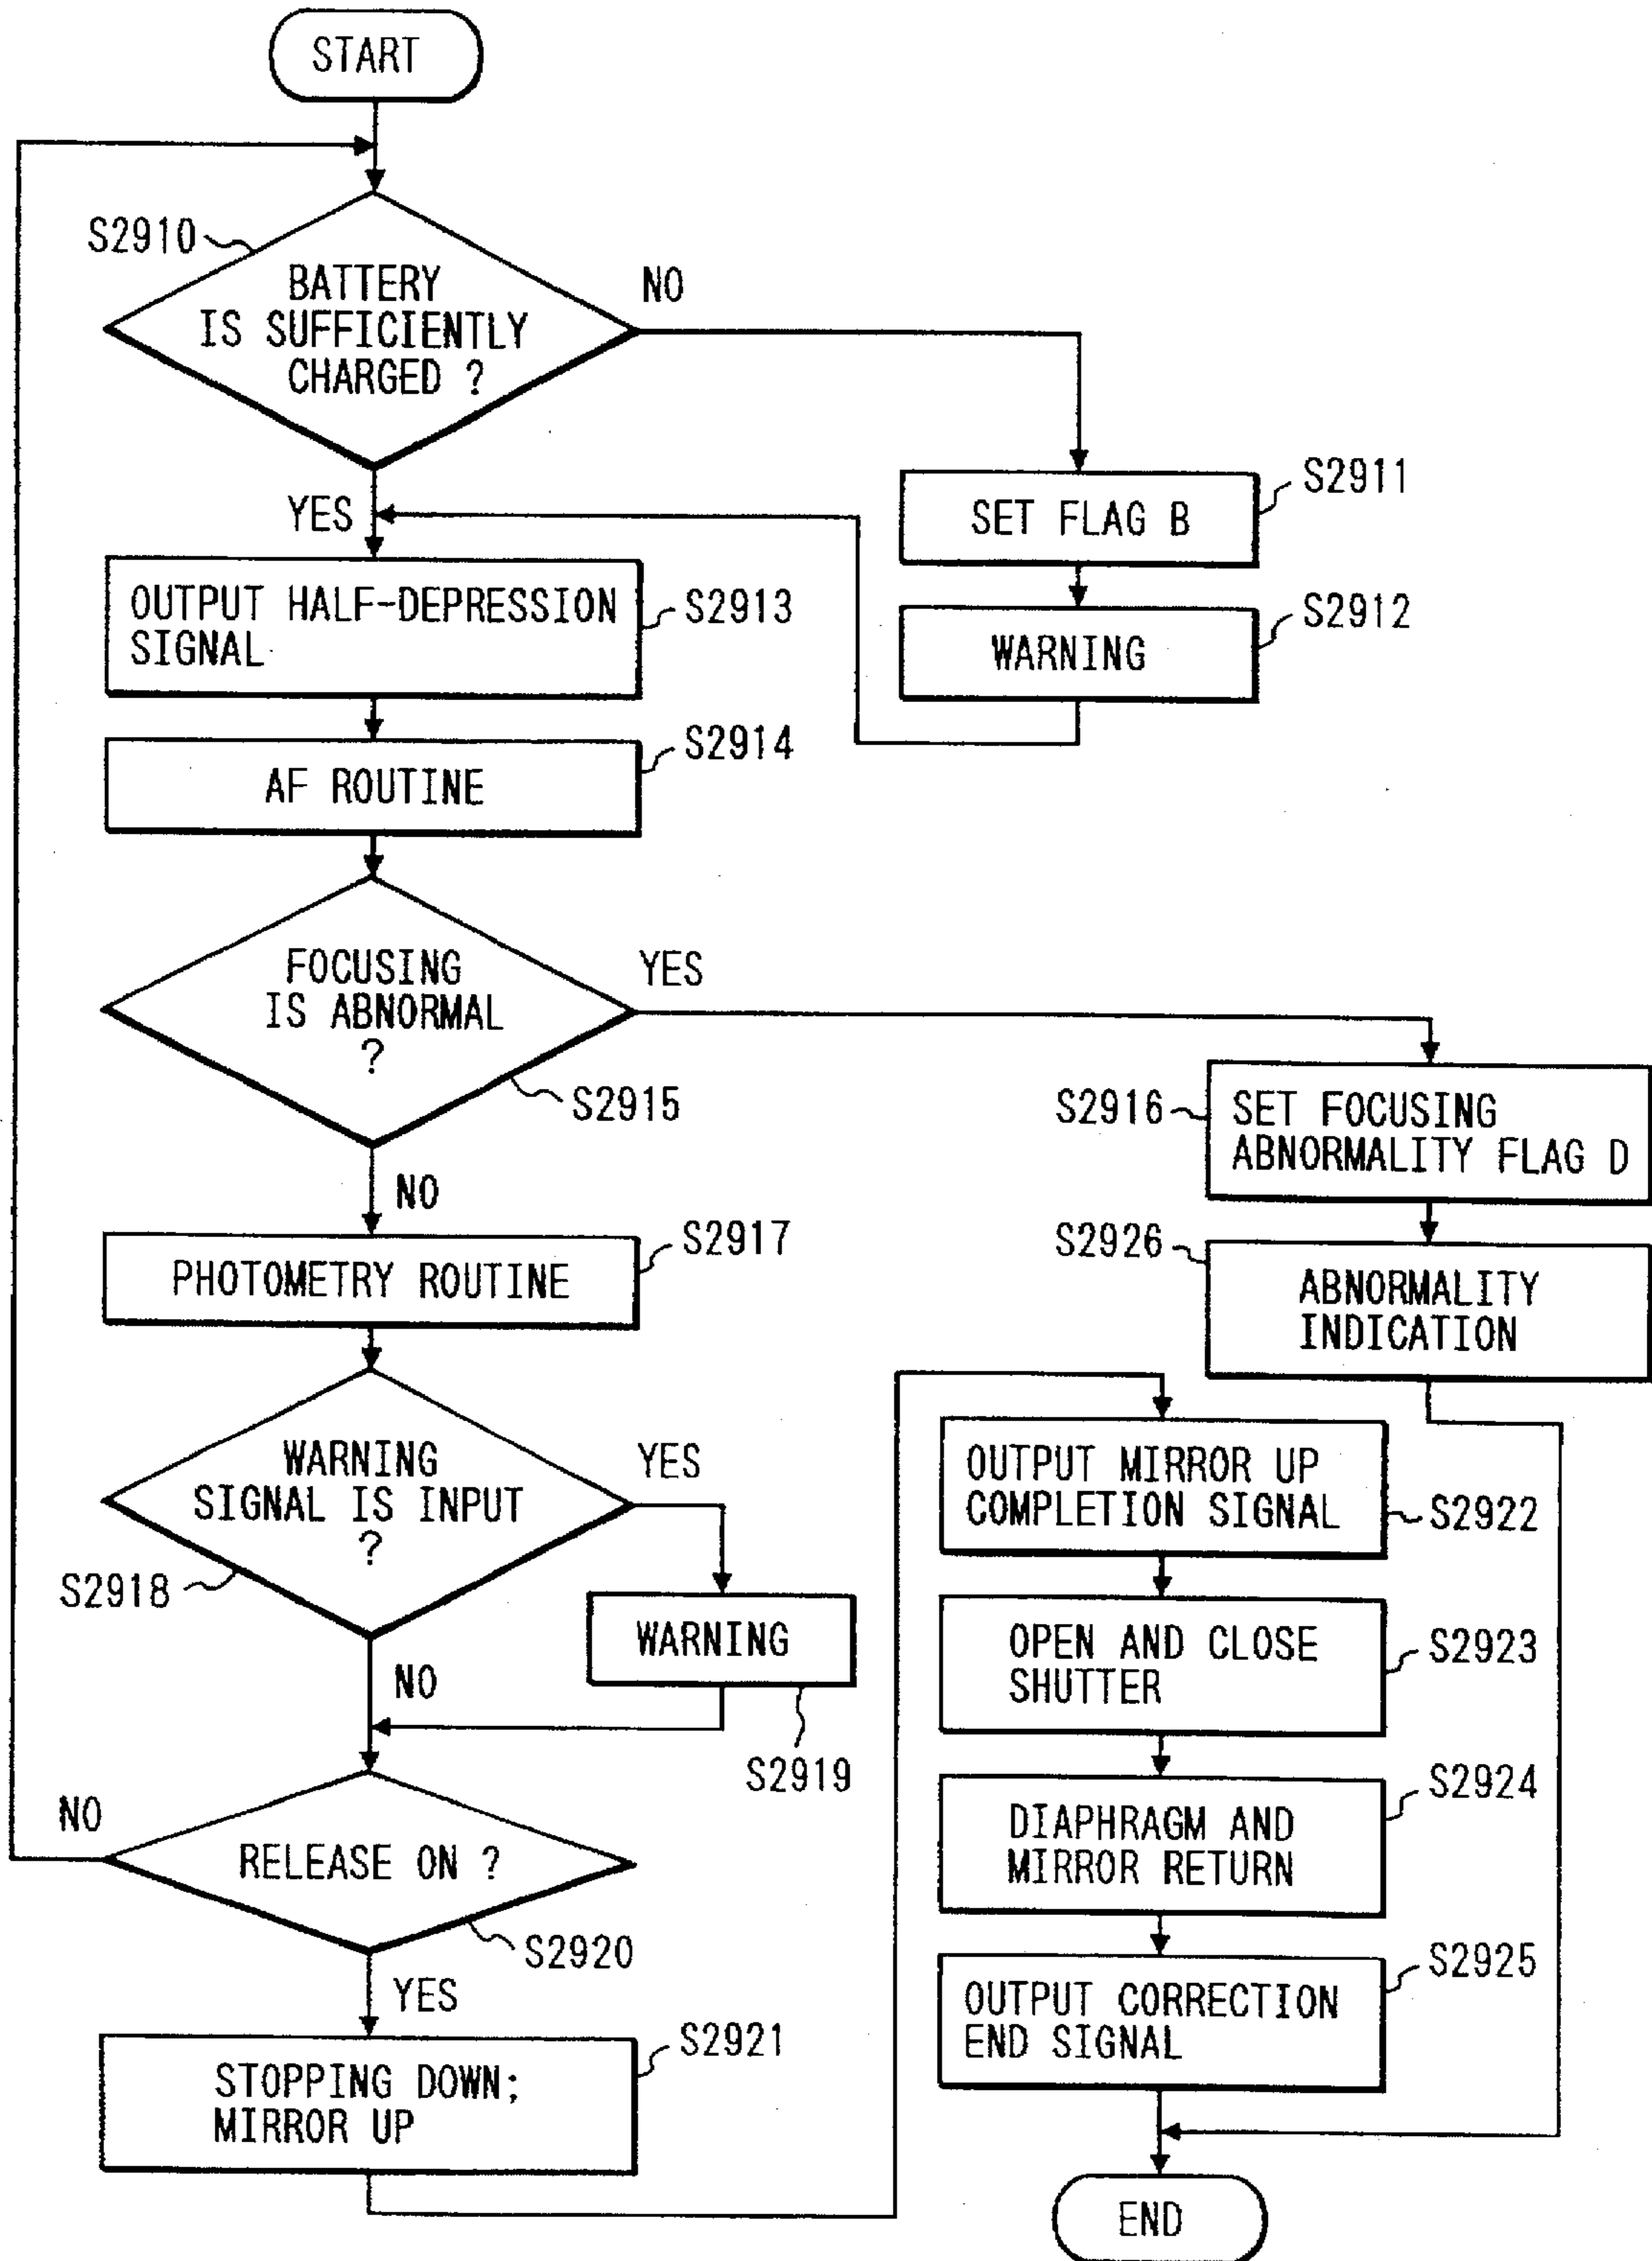 START
S2910
BATTERY
IS SUFFICIENTLY
CHARGED ?
NO
YES
SET FLAG B
S2911
WARNING
S2912
OUTPUT HALF-DEPRESSION
SIGNAL
S2913
AF ROUTINE
S2914
FOCUSING
IS ABNORMAL
?
YES
S2915
NO
S2916
SET FOCUSING
ABNORMALITY FLAG D
S2926
ABNORMALITY
INDICATION
PHOTOMETRY ROUTINE
S2917
WARNING
SIGNAL IS INPUT
?
YES
S2918
NO
WARNING
S2919
RELEASE ON ?
NO
S2920
YES
STOPPING DOWN;
MIRROR UP
S2921
OUTPUT MIRROR UP
COMPLETION SIGNAL
S2922
OPEN AND CLOSE
SHUTTER
S2923
DIAPHRAGM AND
MIRROR RETURN
S2924
OUTPUT CORRECTION
END SIGNAL
S2925
END